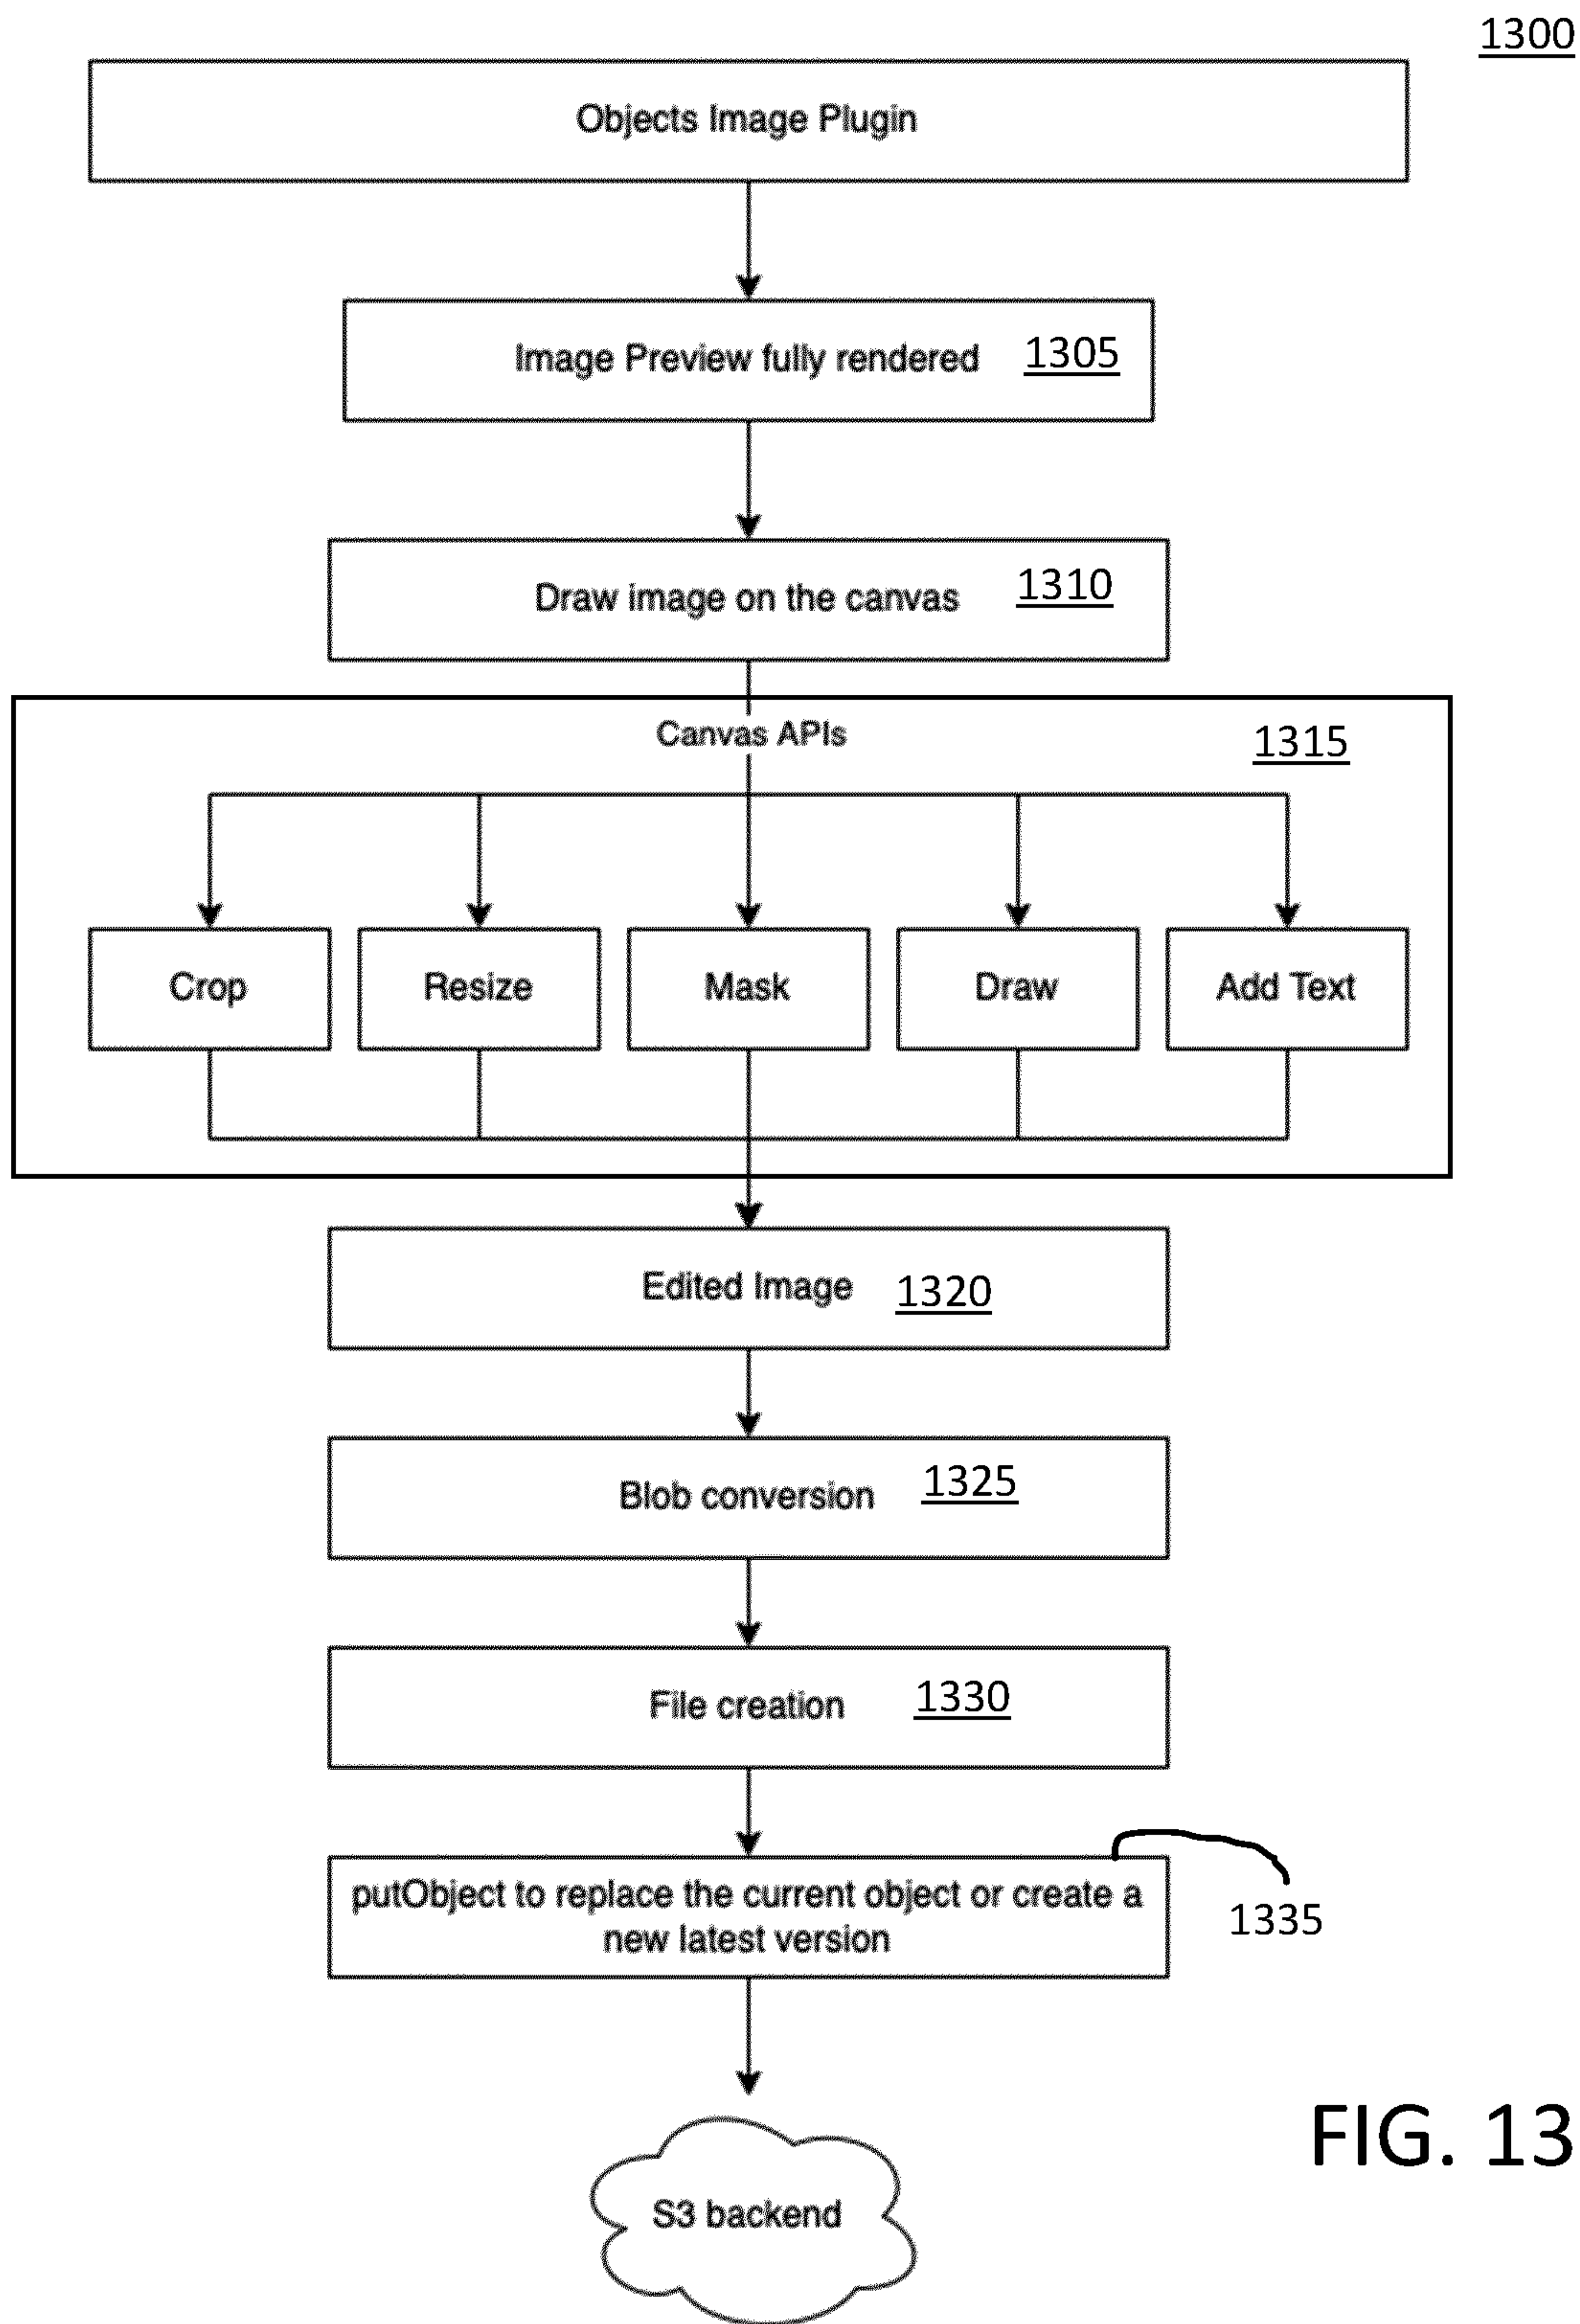 1300
Objects Image Plugin
Image Preview fully rendered 1305
Draw image on the canvas 1310
Canvas APIs
1315
Crop
Resize
Mask
Draw
Add Text
Edited Image 1320
Blob conversion 1325
File creation 1330
putObject to replace the current object or create a
new latest version
1335
S3 backend
FIG. 13